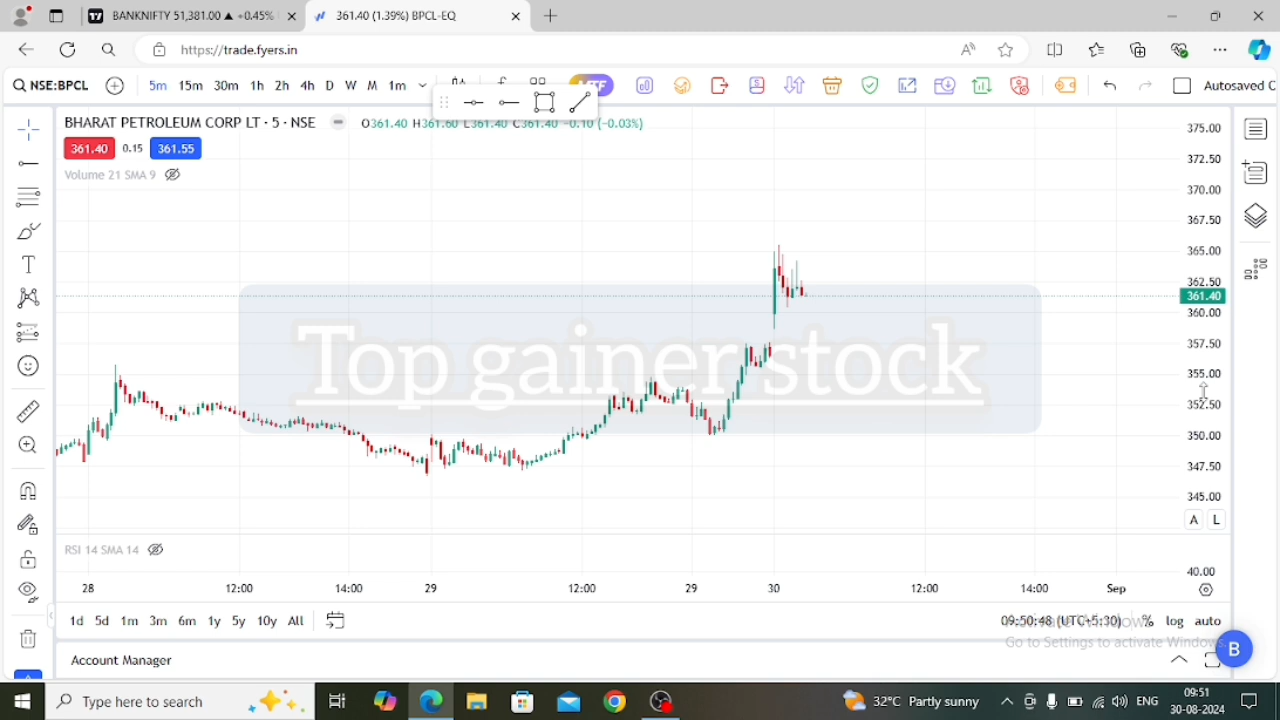 BANKNIFTY 51,381.00 ▲ +0.45%
361.40 (1.39%) BPCL-EQ
https://trade.fyers.in
NSE:BPCL 5m 15m 30m 1h 2h 4h D W M 1m
Autosaved
BHARAT PETROLEUM CORP LT · 5 · NSE O361.40 H361.60 L361.40 C361.40 -0.10 (-0.03%)
361.40 0.15 361.55
Volume 21 SMA 9
375.00
372.50
370.00
367.50
365.00
362.50
361.40
360.00
357.50
355.00
352.50
350.00
347.50
345.00
Top gainer stock
A L
RSI 14 SMA 14
40.00
28 12:00 14:00 29 12:00 29 30 12:00 14:00 Sep
1d 5d 1m 3m 6m 1y 5y 10y All
09:50:48 (UTC+5:30) % log auto
Go to Settings to activate Windows.
B
Account Manager
Type here to search
32°C Partly sunny
ENG
09:51
30-08-2024